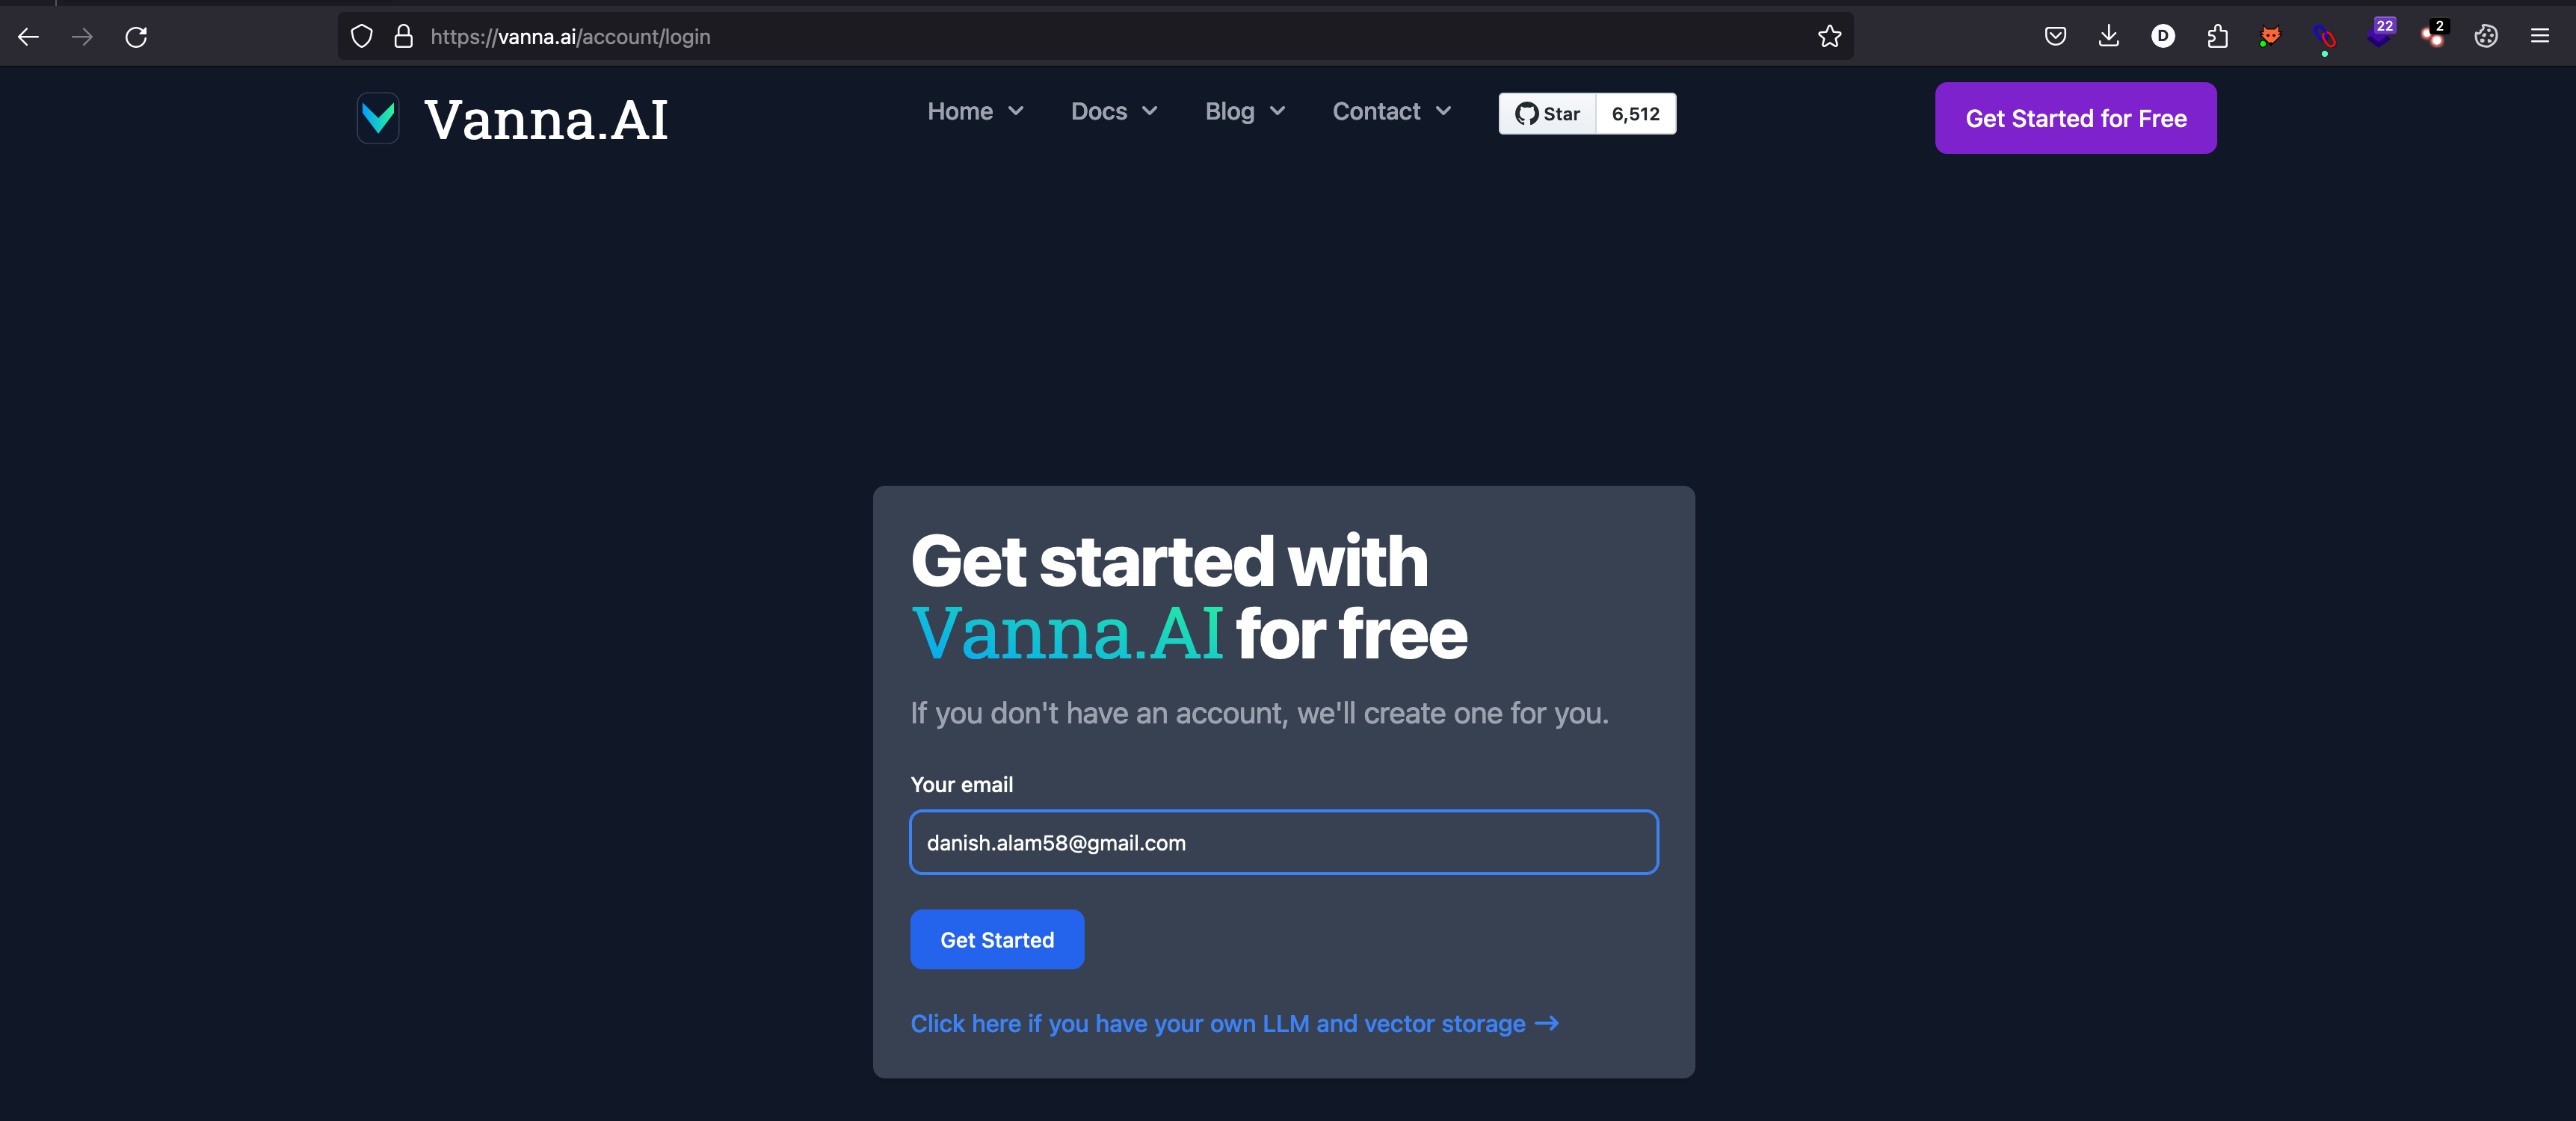 https://vanna.ai/account/login
D
22
2
Vanna.AI
Home
Docs
Blog
Contact
Star
6,512
Get Started for Free
Get started with
Vanna.AI for free
If you don't have an account, we'll create one for you.
Your email
danish.alam58@gmail.com
Get Started
Click here if you have your own LLM and vector storage →